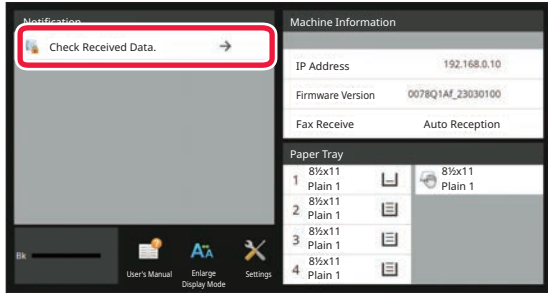 Notification
Check Received Data.
Machine Information
IP Address 192.168.0.10
Firmware Version 0078Q1Af_23030100
Fax Receive Auto Reception
Paper Tray
1 8½x11
Plain 1
8½x11
Plain 1
2 8½x11
Plain 1
3 8½x11
Plain 1
4 8½x11
Plain 1
Bk
User's Manual
Enlarge
Display Mode
Settings